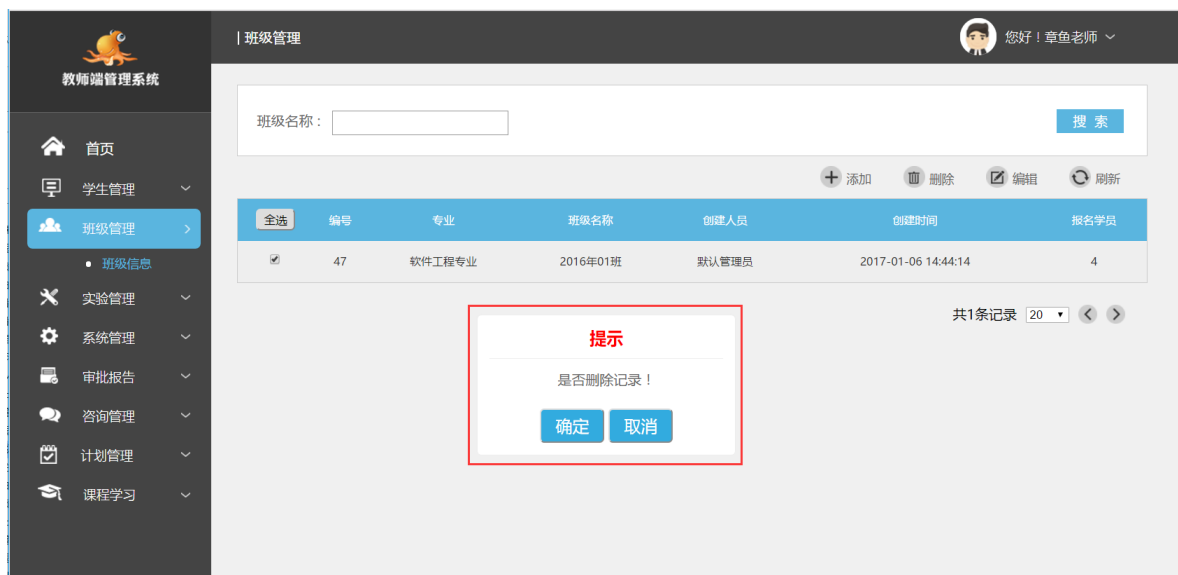 教师端管理系统
|班级管理
您好！章鱼老师
首页
学生管理
班级管理
班级信息
实验管理
系统管理
审批报告
咨询管理
计划管理
课程学习
班级名称：
搜 索
添加 删除 编辑 刷新
全选 编号 专业 班级名称 创建人员 创建时间 报名学员
47 软件工程专业 2016年01班 默认管理员 2017-01-06 14:44:14 4
共1条记录 20
提示
是否删除记录！
确定 取消